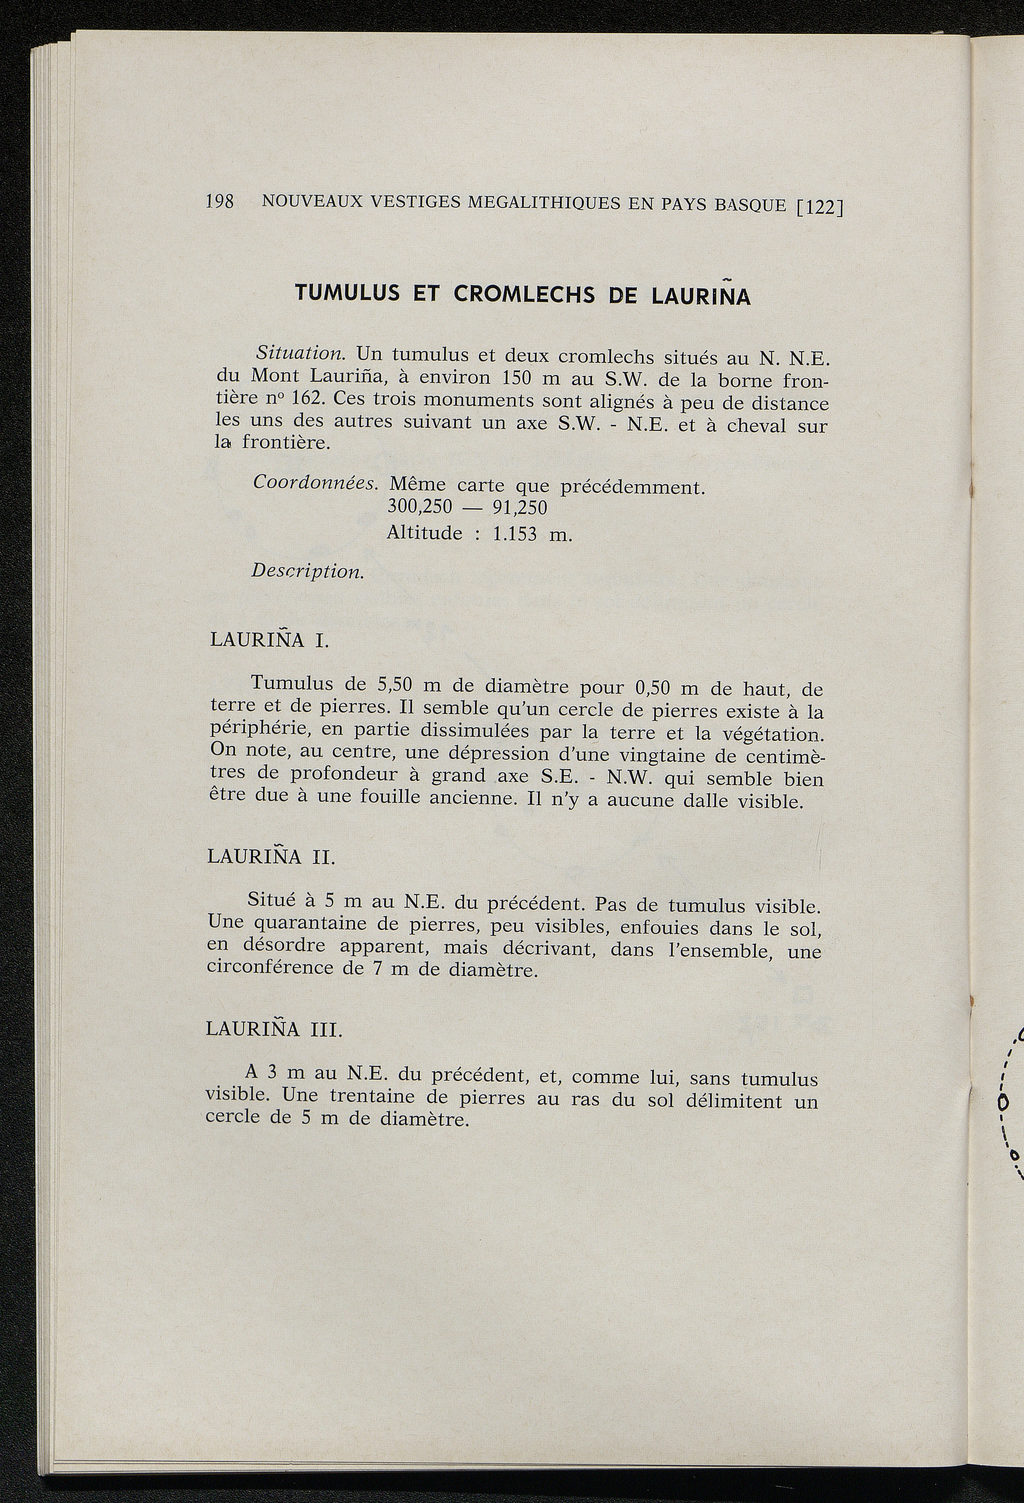 198 NOUVEAUX VESTIGES MEGALITHIQUES EN PAYS BASQUE [122]
TUMULUS ET CROMLECHS DE LAURIÑA
Situation. Un tumulus et deux cromlechs situés au N. N.E.
du Mont Lauriña, à environ 150 m au S.W. de la borne fron-
tière nº 162. Ces trois monuments sont alignés à peu de distance
les uns des autres suivant un axe S.W. - N.E. et à cheval sur
la frontière.
Coordonnées. Même carte que précédemment.
300,250 — 91,250
Altitude : 1.153 m.
Description.
LAURIÑA I.
Tumulus de 5,50 m de diamètre pour 0,50 m de haut, de
terre et de pierres. Il semble qu'un cercle de pierres existe à la
périphérie, en partie dissimulées par la terre et la végétation.
On note, au centre, une dépression d'une vingtaine de centimè-
tres de profondeur à grand axe S.E. - N.W. qui semble bien
être due à une fouille ancienne. Il n'y a aucune dalle visible.
LAURIÑA II.
Situé à 5 m au N.E. du précédent. Pas de tumulus visible.
Une quarantaine de pierres, peu visibles, enfouies dans le sol,
en désordre apparent, mais décrivant, dans l'ensemble, une
circonférence de 7 m de diamètre.
LAURIÑA III.
A 3 m au N.E. du précédent, et, comme lui, sans tumulus
visible. Une trentaine de pierres au ras du sol délimitent un
cercle de 5 m de diamètre.